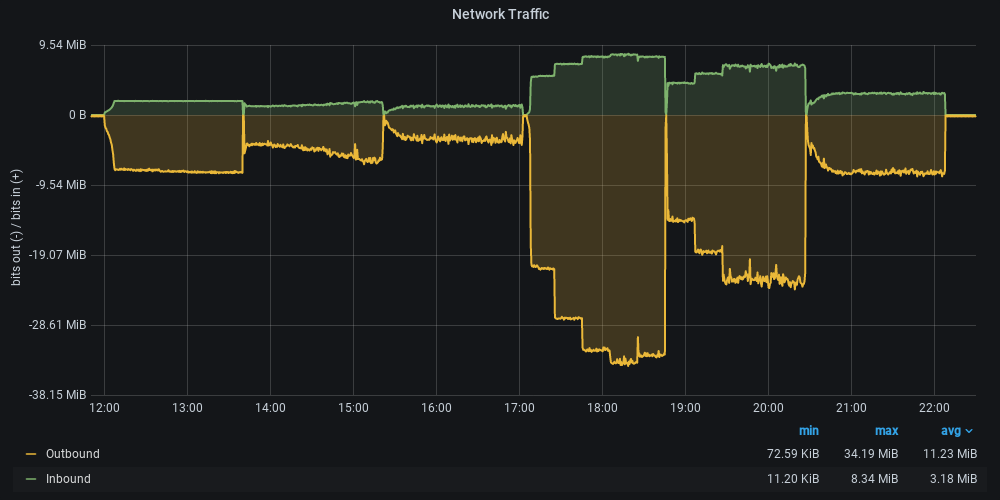 Network Traffic
9.54 MiB
0 B
-9.54 MiB
-19.07 MiB
-28.61 MiB
-38.15 MiB
bits out (-) / bits in (+)
12:00 13:00 14:00 15:00 16:00 17:00 18:00 19:00 20:00 21:00 22:00
min max avg
Outbound 72.59 KiB 34.19 MiB 11.23 MiB
Inbound 11.20 KiB 8.34 MiB 3.18 MiB